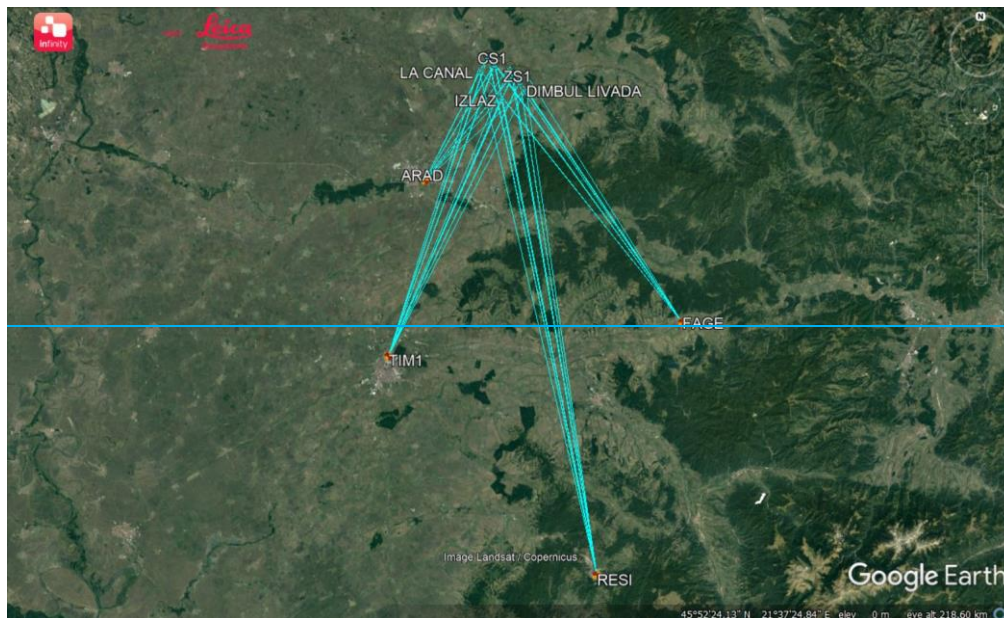 Infinity
Leica
CS1
LA CANAL
ZS1
DIMBUL LIVADA
IZLAZ
ARAD
N
FAGE
TIM1
Image Landsat / Copernicus
RESI
Google Earth
45°52'24.13" N 21°37'24.84" E elev 0 m eye alt 218.60 km